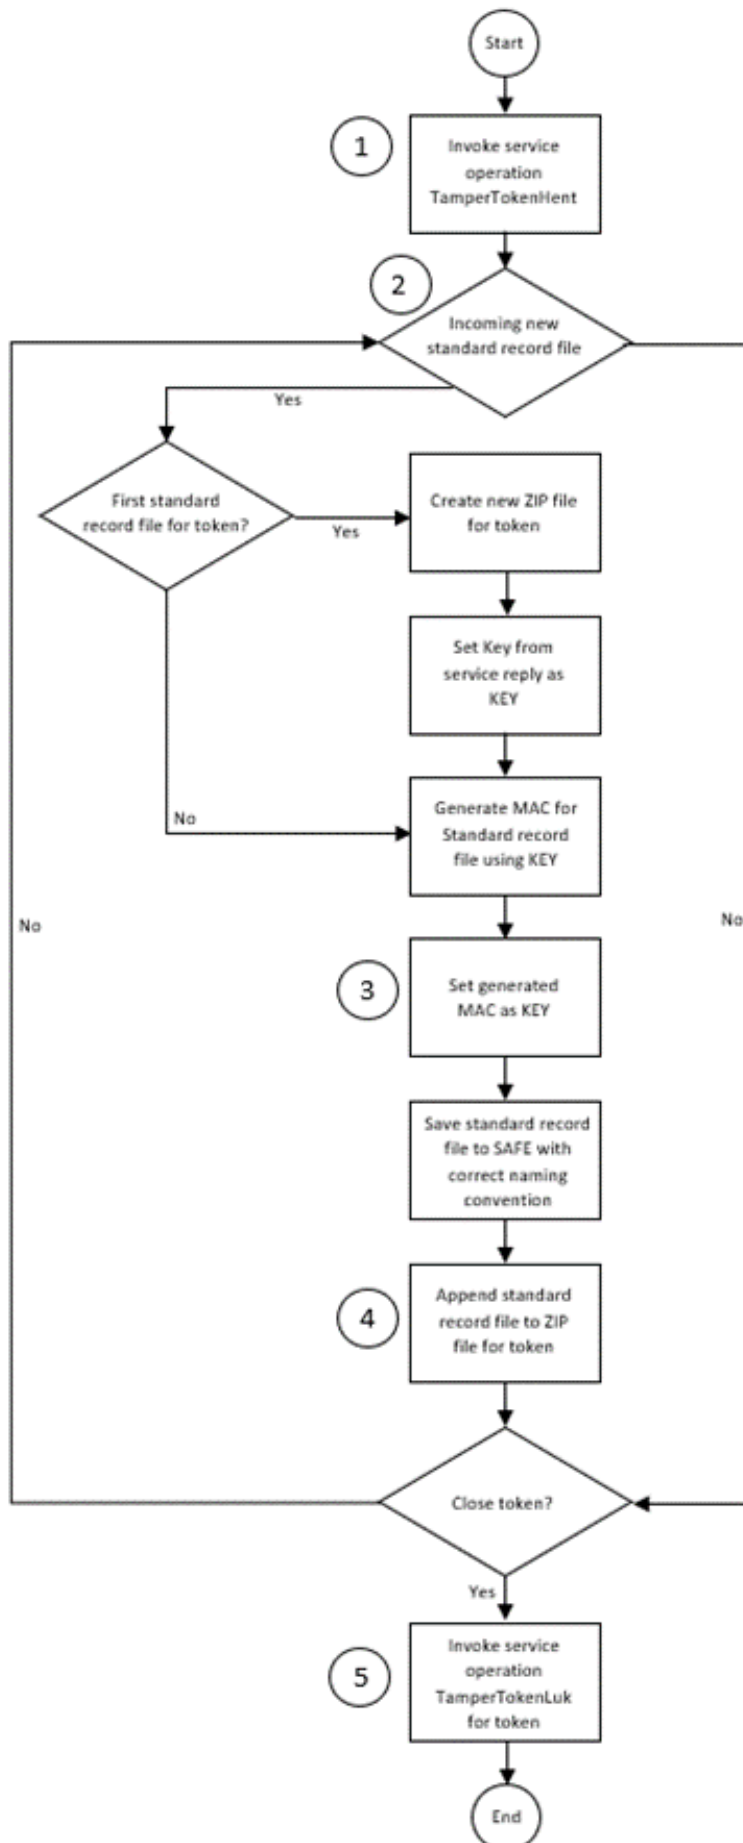 Start
1
Invoke service
operation
TamperTokenHent
2
Incoming new
standard record file
Yes
First standard
record file for token?
Yes
Create new ZIP file
for token
Set Key from
service reply as
KEY
No
Generate MAC for
Standard record
file using KEY
No
No
3
Set generated
MAC as KEY
Save standard record
file to SAFE with
correct naming
convention
4
Append standard
record file to ZIP
file for token
Close token?
Yes
5
Invoke service
operation
TamperTokenLuk
for token
End